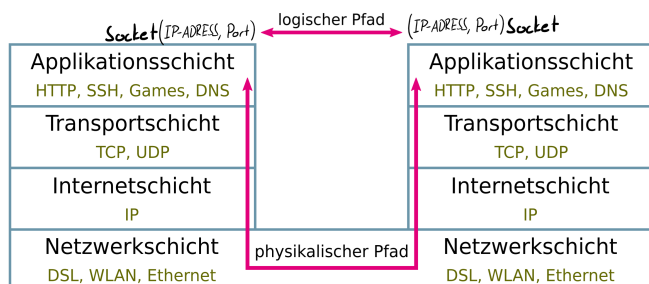 Socket (IP-ADRESS, Port)
logischer Pfad
(IP-ADRESS, Port) Socket
Applikationsschicht
HTTP, SSH, Games, DNS
Transportschicht
TCP, UDP
Internetschicht
IP
Netzwerkschicht
DSL, WLAN, Ethernet
physikalischer Pfad
Applikationsschicht
HTTP, SSH, Games, DNS
Transportschicht
TCP, UDP
Internetschicht
IP
Netzwerkschicht
DSL, WLAN, Ethernet